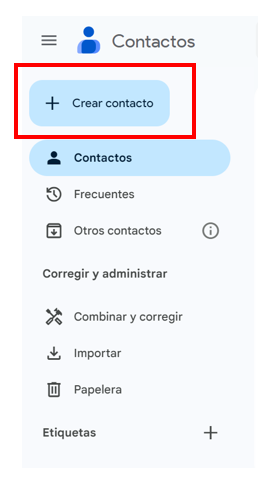 Contactos
Crear contacto
Contactos
Frecuentes
Otros contactos
Corregir y administrar
Combinar y corregir
Importar
Papelera
Etiquetas